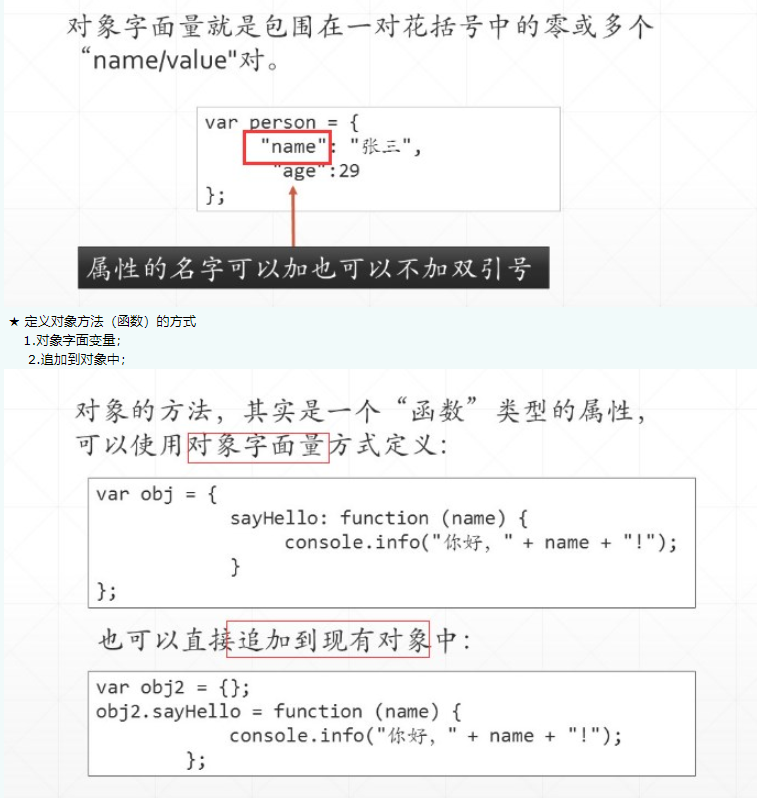 对象字面量就是包围在一对花括号中的零或多个
“name/value"对。
var person = {
"name": "张三",
"age":29
};
属性的名字可以加也可以不加双引号
★ 定义对象方法（函数）的方式
1.对象字面变量;
2.追加到对象中;
对象的方法，其实是一个“函数”类型的属性，
可以使用对象字面量方式定义:
var obj = {
sayHello: function (name) {
console.info("你好，" + name + "!");
}
};
也可以直接追加到现有对象中:
var obj2 = {};
obj2.sayHello = function (name) {
console.info("你好，" + name + "!");
};